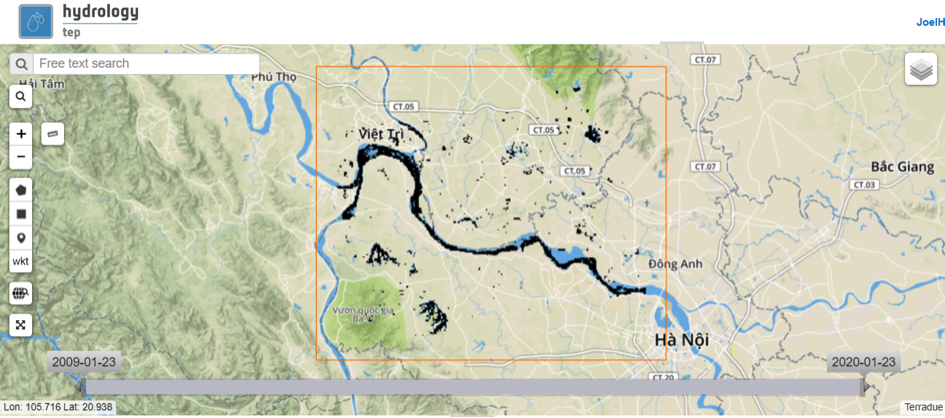 hydrology
tep
JoelH
Free text search
Hải Tâm
Phú Thọ
CT.07
CT.05
Việt Trì
CT.05
CT.05
CT.07
Bắc Giang
CT.03
+
−
wkt
Đông Anh
Vườn quốc gia
Ba Vì
Hà Nội
2009-01-23
2020-01-23
CT.20
Lon: 105.716 Lat: 20.938
Terradue